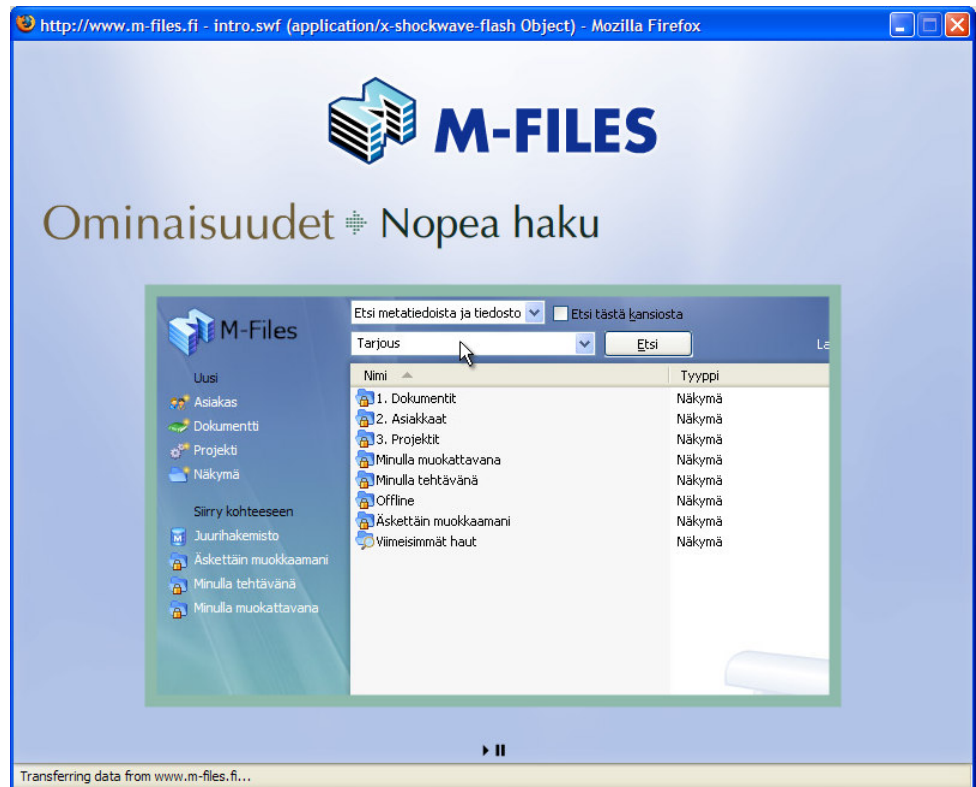 http://www.m-files.fi - intro.swf (application/x-shockwave-flash Object) - Mozilla Firefox
M-FILES
Ominaisuudet Nopea haku
M-Files
Etsi metatiedoista ja tiedosto Etsi tästä kansiosta
Tarjous Etsi La
Nimi Tyyppi
Uusi
Asiakas
Dokumentti
Projekti
Näkymä
Siirry kohteeseen
Juurihakemisto
Äskettäin muokkaamani
Minulla tehtävänä
Minulla muokattavana
1. Dokumentit Näkymä
2. Asiakkaat Näkymä
3. Projektit Näkymä
Minulla muokattavana Näkymä
Minulla tehtävänä Näkymä
Offline Näkymä
Äskettäin muokkaamani Näkymä
Viimeisimmät haut Näkymä
Transferring data from www.m-files.fi...